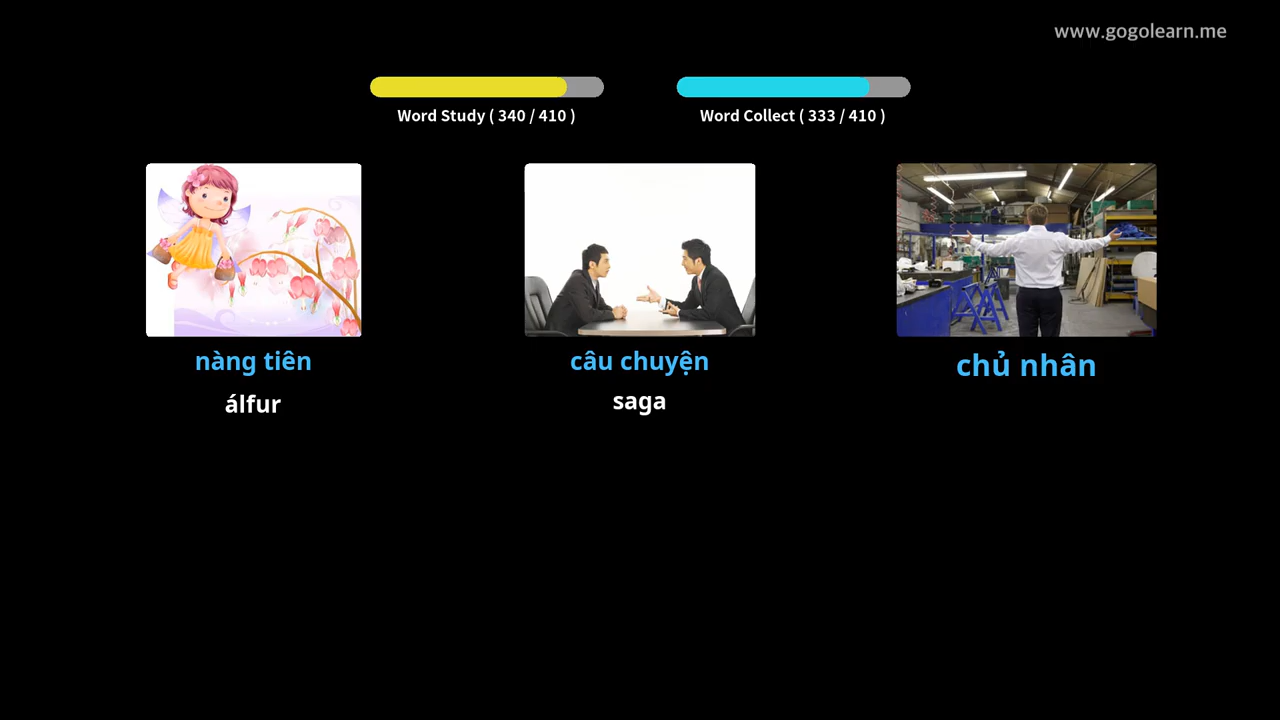 www.gogolearn.me
Word Study ( 340 / 410 )
Word Collect ( 333 / 410 )
nàng tiên
álfur
câu chuyện
saga
chủ nhân